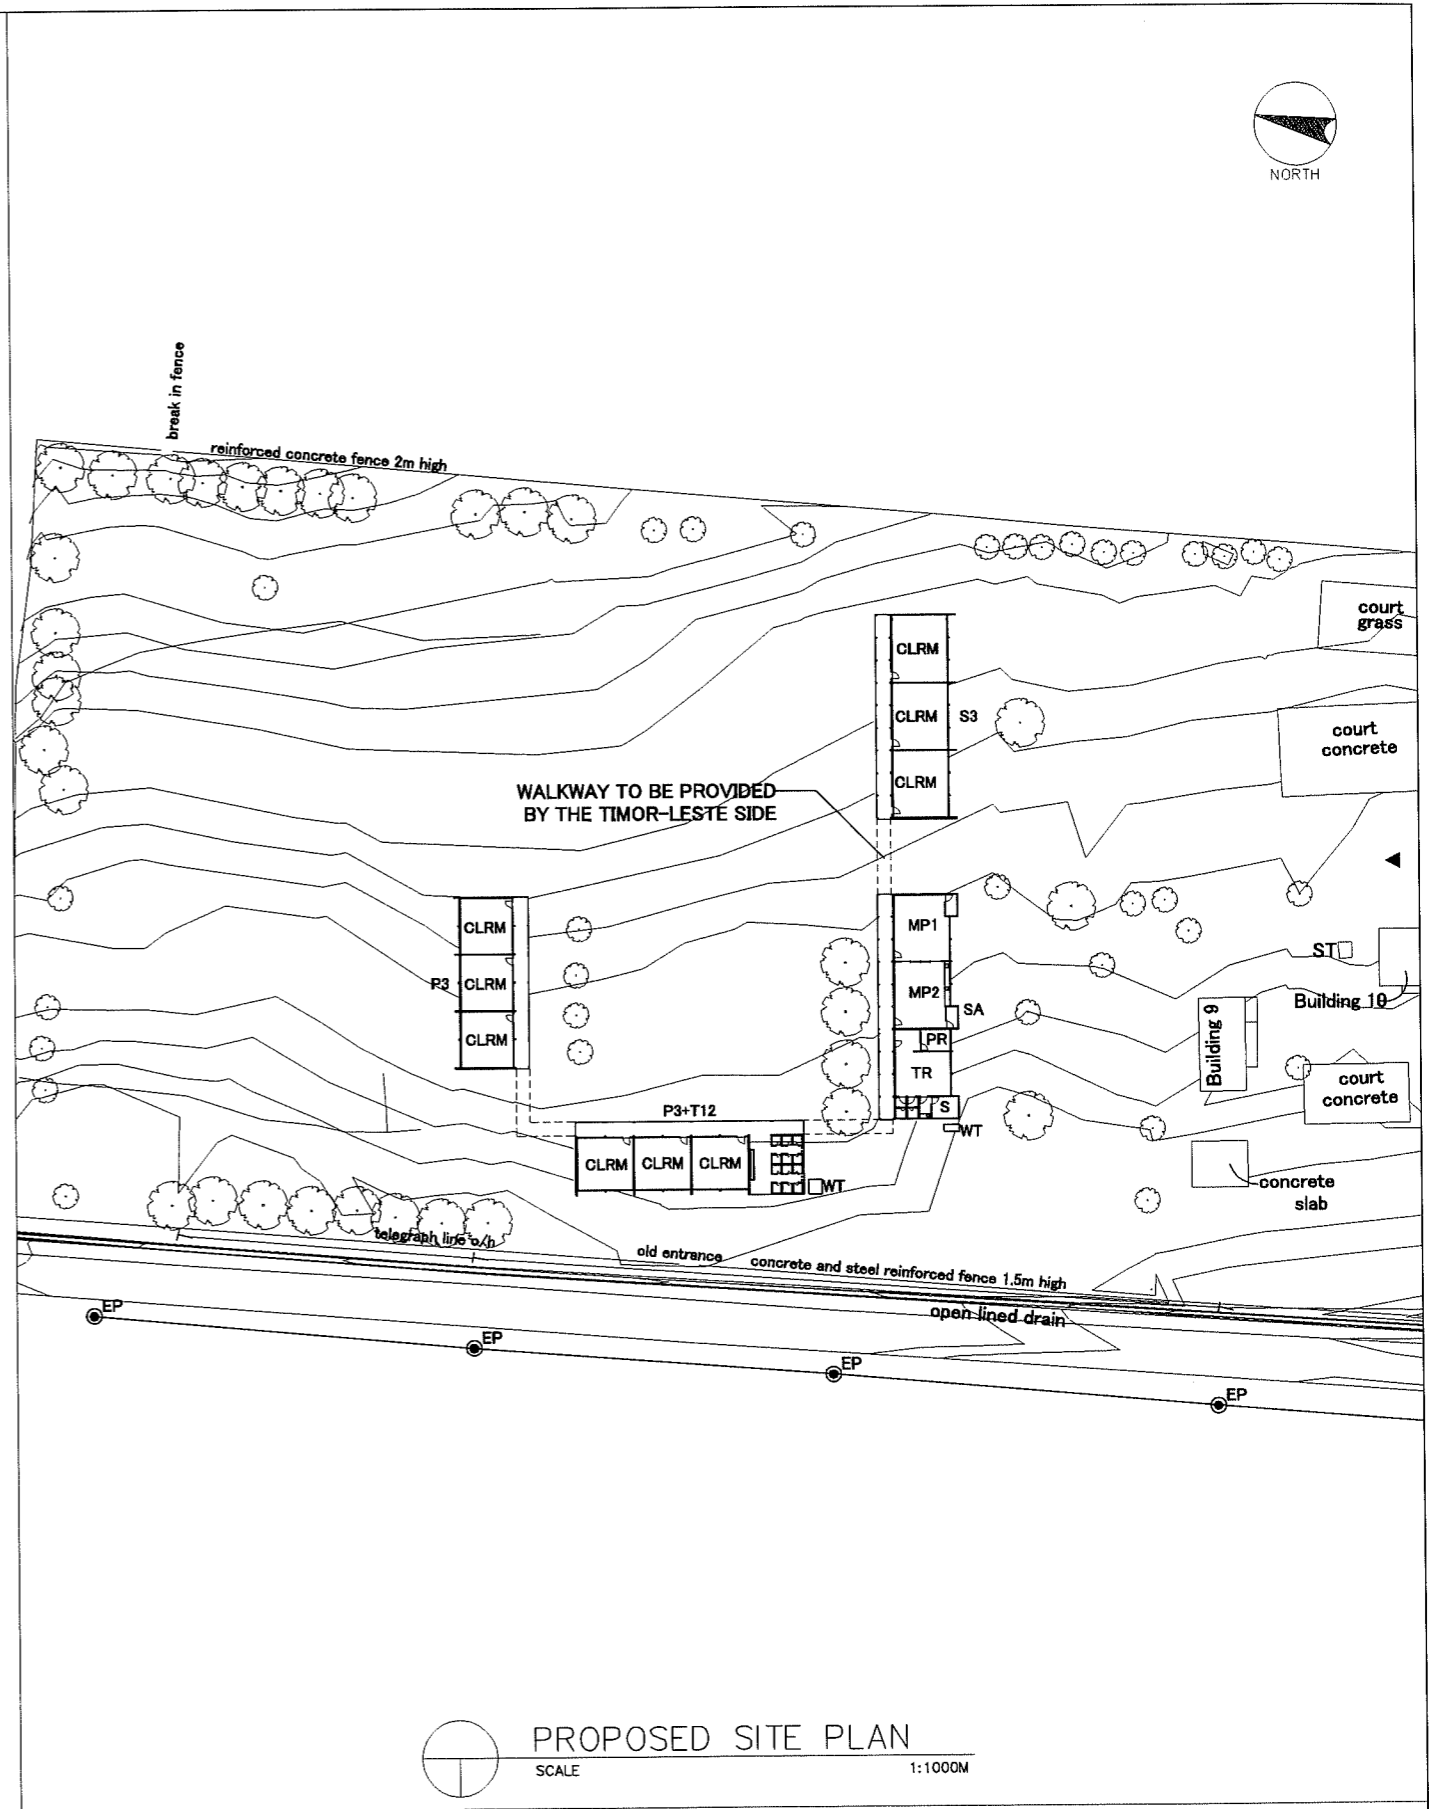 NORTH
break in fence
reinforced concrete fence 2m high
court
grass
CLRM
CLRM
S3
court
concrete
CLRM
WALKWAY TO BE PROVIDED
BY THE TIMOR-LESTE SIDE
CLRM
MP1
ST
P3
CLRM
MP2
SA
Building 10
Building 9
CLRM
PR
TR
court
concrete
P3+T12
S
WT
CLRM
CLRM
CLRM
WT
concrete
slab
telegraph line o/h
old entrance
concrete and steel reinforced fence 1.5m high
open lined drain
EP
EP
EP
EP
PROPOSED SITE PLAN
SCALE
1:1000M